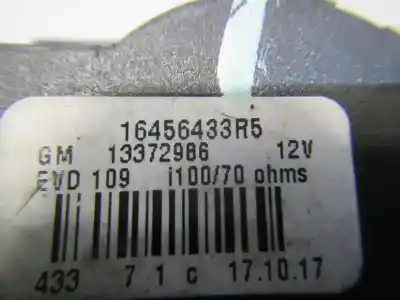 16456433R5
GM 13372986 12V
EVD 109 i100/70 ohms
433 7 1 c 17.10.17